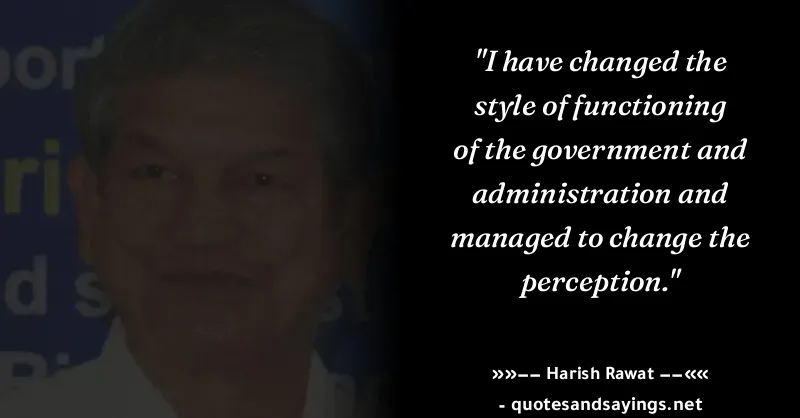 "I have changed the
style of functioning
of the government and
administration and
managed to change the
perception."
»»−− Harish Rawat −−««
- quotesandsayings.net